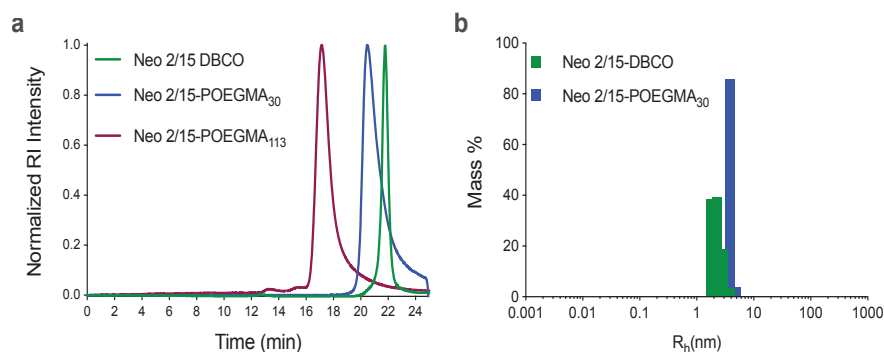 a
Normalized RI Intensity
1.0
0.8
0.6
0.4
0.2
0.0
Neo 2/15 DBCO
Neo 2/15-POEGMA30
Neo 2/15-POEGMA113
0 2 4 6 8 10 12 14 16 18 20 22 24
Time (min)
b
Mass %
100
80
60
40
20
0
Neo 2/15-DBCO
Neo 2/15-POEGMA30
0.001 0.01 0.1 1 10 100 1000
Rh(nm)